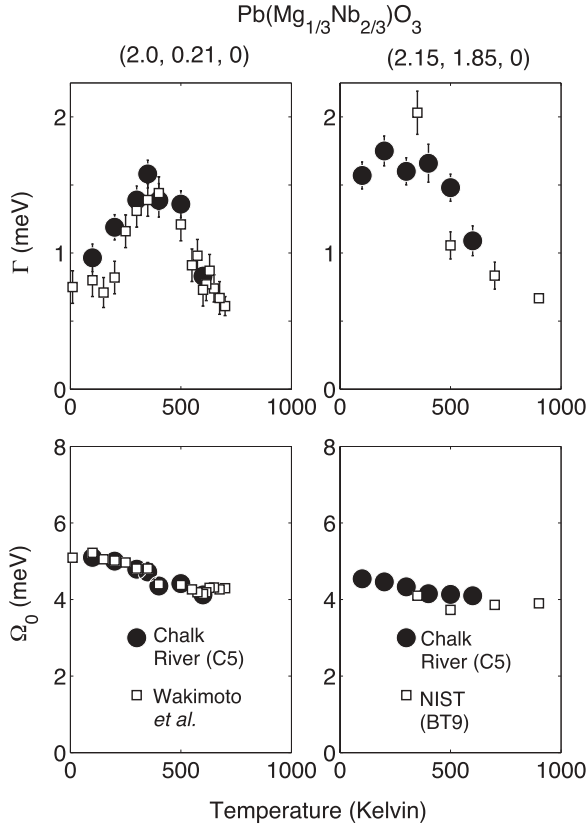 Pb(Mg1/3Nb2/3)O3
(2.0, 0.21, 0)
(2.15, 1.85, 0)
Γ (meV)
2
1
0
0
500
1000
2
1
0
0
500
1000
Ω0 (meV)
8
6
4
2
0
0
500
1000
Chalk
River (C5)
Wakimoto
et al.
8
6
4
2
0
0
500
1000
Chalk
River (C5)
NIST
(BT9)
Temperature (Kelvin)